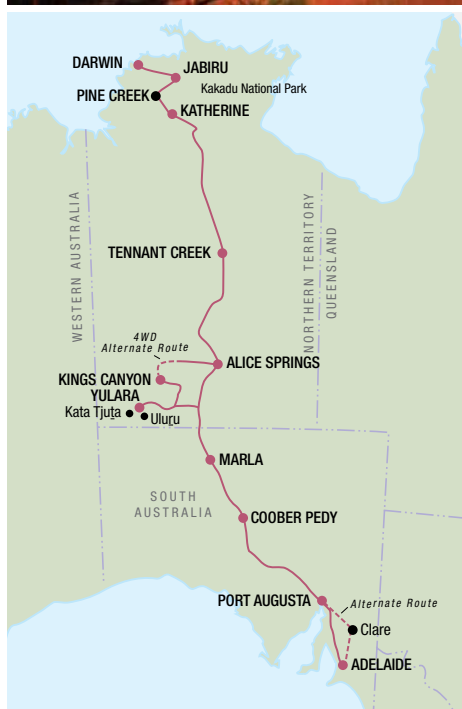 DARWIN
JABIRU
Kakadu National Park
PINE CREEK
KATHERINE
WESTERN AUSTRALIA
NORTHERN TERRITORY
QUEENSLAND
TENNANT CREEK
4WD
Alternate Route
ALICE SPRINGS
KINGS CANYON
YULARA
Kata Tjuṯa
Uluṟu
MARLA
SOUTH
AUSTRALIA
COOBER PEDY
PORT AUGUSTA
Alternate Route
Clare
ADELAIDE